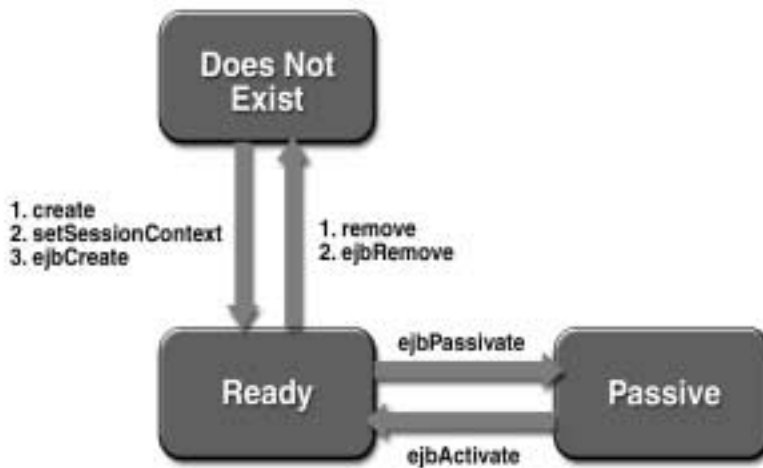 Does Not
Exist
1. create
2. setSessionContext
3. ejbCreate
1. remove
2. ejbRemove
ejbPassivate
Ready
Passive
ejbActivate